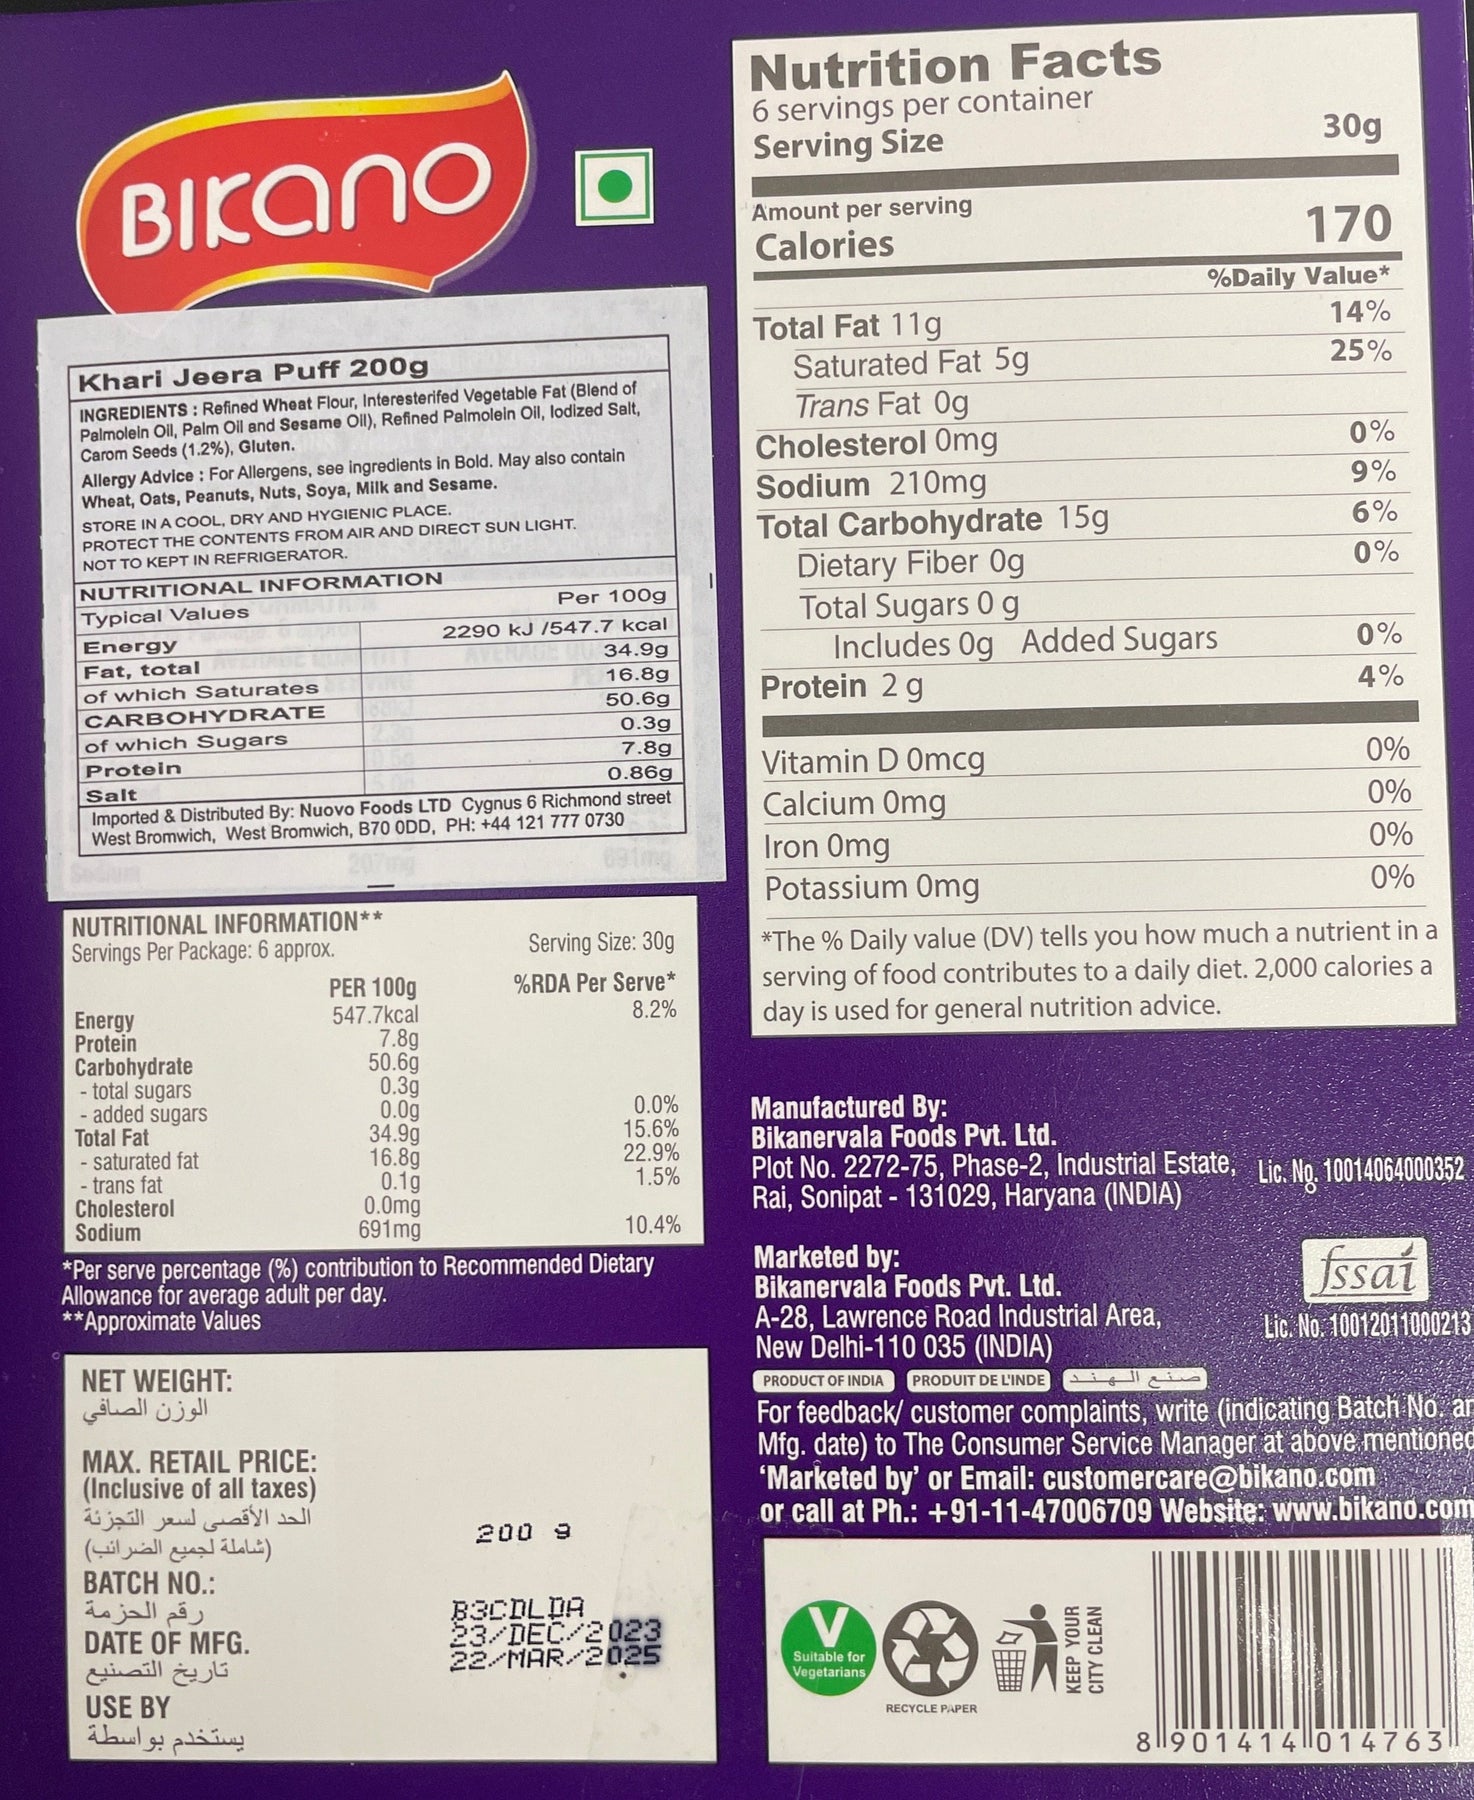 BIKANO
Khari Jeera Puff 200g
INGREDIENTS : Refined Wheat Flour, Interesterifed Vegetable Fat (Blend of
Palmolein Oil, Palm Oil and Sesame Oil), Refined Palmolein Oil, Iodized Salt,
Carom Seeds (1.2%), Gluten.
Allergy Advice : For Allergens, see ingredients in Bold. May also contain
Wheat, Oats, Peanuts, Nuts, Soya, Milk and Sesame.
STORE IN A COOL, DRY AND HYGIENIC PLACE.
PROTECT THE CONTENTS FROM AIR AND DIRECT SUN LIGHT.
NOT TO KEPT IN REFRIGERATOR.
NUTRITIONAL INFORMATION
Typical Values Per 100g
Energy 2290 kJ /547.7 kcal
Fat, total 34.9g
of which Saturates 16.8g
CARBOHYDRATE 50.6g
of which Sugars 0.3g
Protein 7.8g
Salt 0.86g
Imported & Distributed By: Nuovo Foods LTD Cygnus 6 Richmond street
West Bromwich, West Bromwich, B70 0DD, PH: +44 121 777 0730
Sodium 207mg 691mg
NUTRITIONAL INFORMATION**
Servings Per Package: 6 approx. Serving Size: 30g
PER 100g %RDA Per Serve*
Energy 547.7kcal 8.2%
Protein 7.8g
Carbohydrate 50.6g
- total sugars 0.3g
- added sugars 0.0g 0.0%
Total Fat 34.9g 15.6%
- saturated fat 16.8g 22.9%
- trans fat 0.1g 1.5%
Cholesterol 0.0mg
Sodium 691mg 10.4%
*Per serve percentage (%) contribution to Recommended Dietary
Allowance for average adult per day.
**Approximate Values
NET WEIGHT:
الوزن الصافي
MAX. RETAIL PRICE:
(Inclusive of all taxes)
الحد الأقصى لسعر التجزئة
(شاملة لجميع الضرائب)
200 g
BATCH NO.:
رقم الحزمة
B3CDLDA
DATE OF MFG.
تاريخ التصنيع
23/DEC/2023
USE BY
يستخدم بواسطة
22/MAR/2025
Nutrition Facts
6 servings per container
Serving Size 30g
Amount per serving
Calories 170
%Daily Value*
Total Fat 11g 14%
Saturated Fat 5g 25%
Trans Fat 0g
Cholesterol 0mg 0%
Sodium 210mg 9%
Total Carbohydrate 15g 6%
Dietary Fiber 0g 0%
Total Sugars 0 g
Includes 0g Added Sugars 0%
Protein 2 g 4%
Vitamin D 0mcg 0%
Calcium 0mg 0%
Iron 0mg 0%
Potassium 0mg 0%
*The % Daily value (DV) tells you how much a nutrient in a
serving of food contributes to a daily diet. 2,000 calories a
day is used for general nutrition advice.
Manufactured By:
Bikanervala Foods Pvt. Ltd.
Plot No. 2272-75, Phase-2, Industrial Estate, Lic. No. 10014064000352
Rai, Sonipat - 131029, Haryana (INDIA)
Marketed by:
Bikanervala Foods Pvt. Ltd.
A-28, Lawrence Road Industrial Area,
New Delhi-110 035 (INDIA)
fssai
Lic. No. 10012011000213
PRODUCT OF INDIA PRODUIT DE L'INDE صنع الهند
For feedback/ customer complaints, write (indicating Batch No. an
Mfg. date) to The Consumer Service Manager at above mentioned
‘Marketed by’ or Email: customercare@bikano.com
or call at Ph.: +91-11-47006709 Website: www.bikano.com
V
Suitable for
Vegetarians
RECYCLE PAPER
KEEP YOUR
CITY CLEAN
8 901414 014763